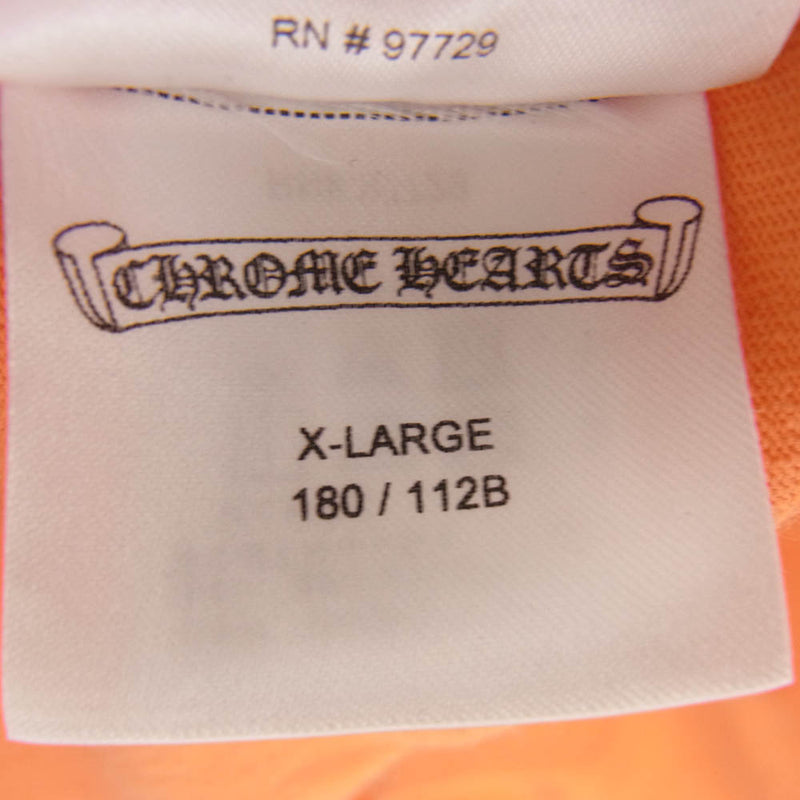 RN # 97729
CHROME HEARTS
X-LARGE
180 / 112B